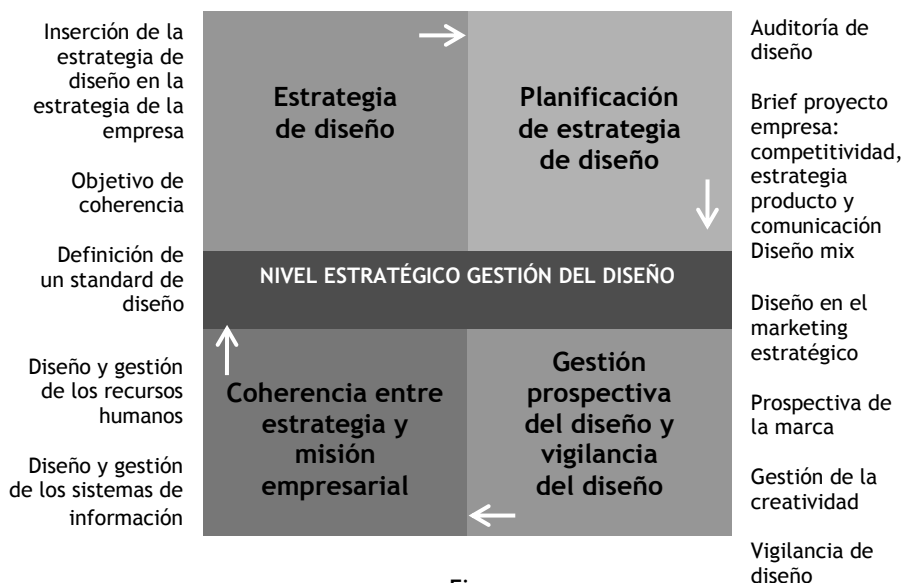 Inserción de la
estrategia de
diseño en la
estrategia de la
empresa
Objetivo de
coherencia
Definición de
un standard de
diseño
Diseño y gestión
de los recursos
humanos
Diseño y gestión
de los sistemas de
información
Estrategia
de diseño
Planificación
de estrategia
de diseño
NIVEL ESTRATÉGICO GESTIÓN DEL DISEÑO
Coherencia entre
estrategia y
misión
empresarial
Gestión
prospectiva
del diseño y
vigilancia
del diseño
Auditoría de
diseño
Brief proyecto
empresa:
competitividad,
estrategia
producto y
comunicación
Diseño mix
Diseño en el
marketing
estratégico
Prospectiva de
la marca
Gestión de la
creatividad
Vigilancia de
diseño